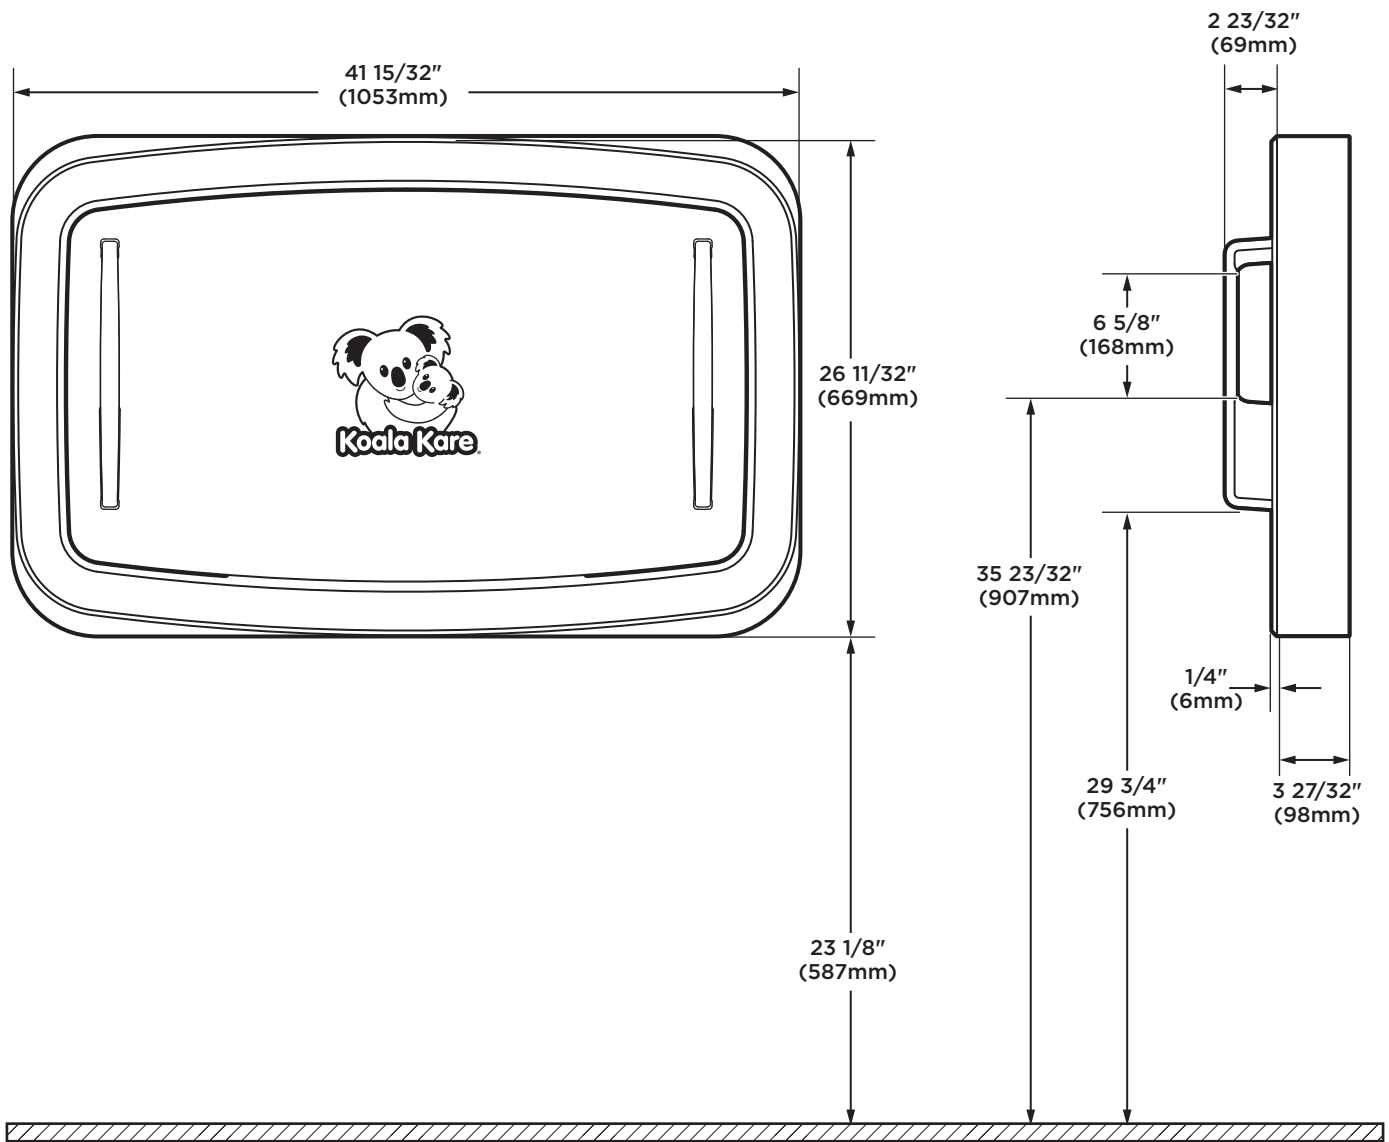 2 23/32"
(69mm)
41 15/32"
(1053mm)
6 5/8"
(168mm)
26 11/32"
(669mm)
Koala Kare®
35 23/32"
(907mm)
1/4"
(6mm)
29 3/4"
(756mm)
3 27/32"
(98mm)
23 1/8"
(587mm)